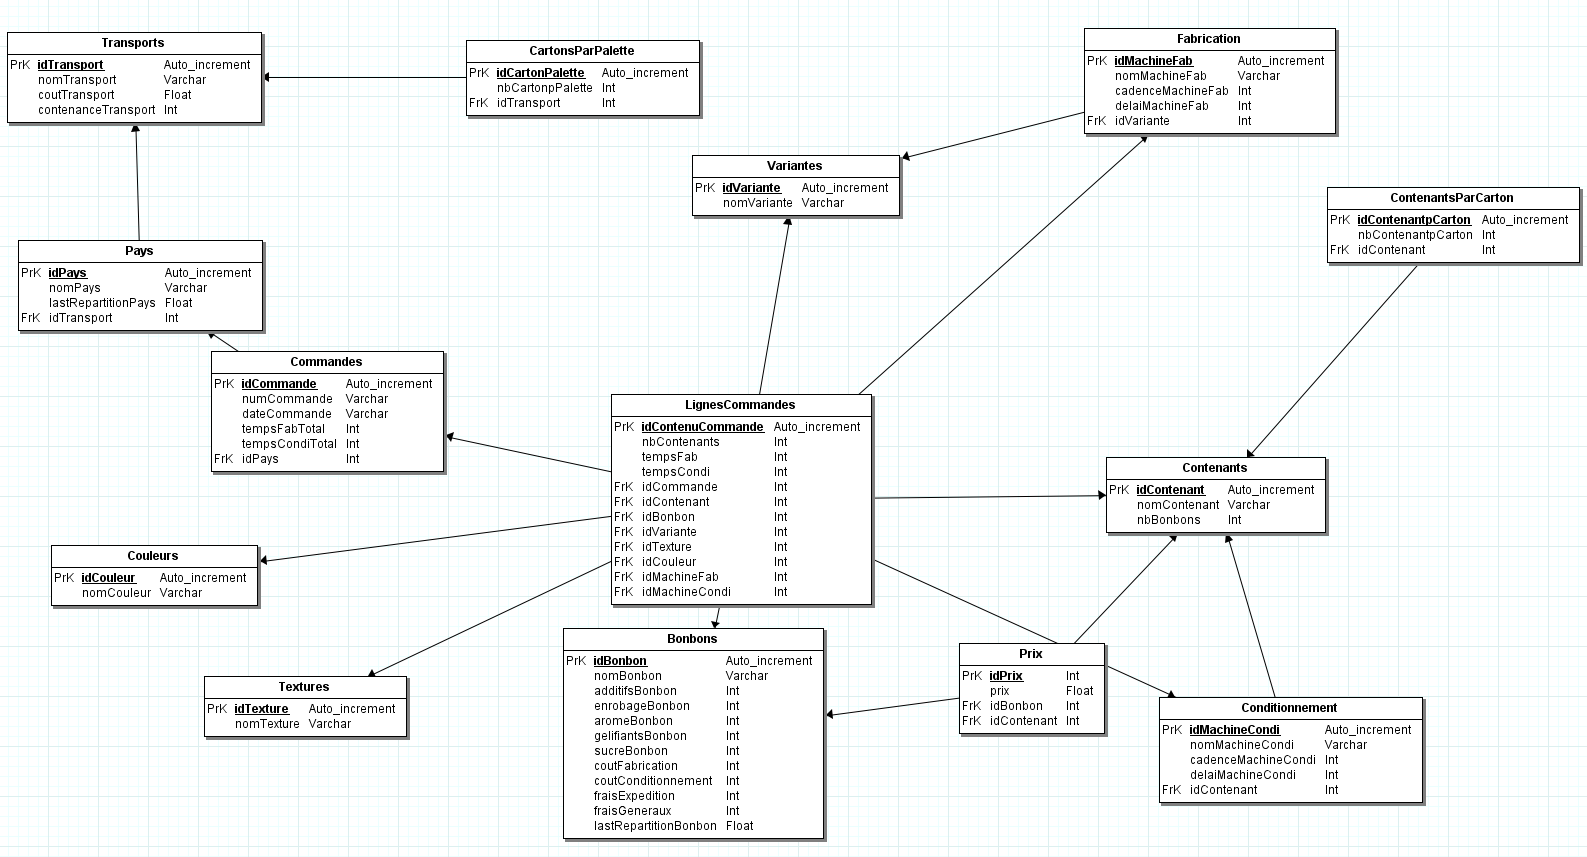 Transports
PrK idTransport Auto_increment
nomTransport Varchar
coutTransport Float
contenanceTransport Int
CartonsParPalette
PrK idCartonPalette Auto_increment
nbCartonpPalette Int
FrK idTransport Int
Fabrication
PrK idMachineFab Auto_increment
nomMachineFab Varchar
cadenceMachineFab Int
delaiMachineFab Int
FrK idVariante Int
Variantes
PrK idVariante Auto_increment
nomVariante Varchar
ContenantsParCarton
PrK idContenantpCarton Auto_increment
nbContenantpCarton Int
FrK idContenant Int
Pays
PrK idPays Auto_increment
nomPays Varchar
lastRepartitionPays Float
FrK idTransport Int
Commandes
PrK idCommande Auto_increment
numCommande Varchar
dateCommande Varchar
tempsFabTotal Int
tempsCondiTotal Int
FrK idPays Int
LignesCommandes
PrK idContenuCommande Auto_increment
nbContenants Int
tempsFab Int
tempsCondi Int
FrK idCommande Int
FrK idContenant Int
FrK idBonbon Int
FrK idVariante Int
FrK idTexture Int
FrK idCouleur Int
FrK idMachineFab Int
FrK idMachineCondi Int
Contenants
PrK idContenant Auto_increment
nomContenant Varchar
nbBonbons Int
Couleurs
PrK idCouleur Auto_increment
nomCouleur Varchar
Textures
PrK idTexture Auto_increment
nomTexture Varchar
Bonbons
PrK idBonbon Auto_increment
nomBonbon Varchar
additifsBonbon Int
enrobageBonbon Int
aromeBonbon Int
gelifiantsBonbon Int
sucreBonbon Int
coutFabrication Int
coutConditionnement Int
fraisExpedition Int
fraisGeneraux Int
lastRepartitionBonbon Float
Prix
PrK idPrix Int
prix Float
FrK idBonbon Int
FrK idContenant Int
Conditionnement
PrK idMachineCondi Auto_increment
nomMachineCondi Varchar
cadenceMachineCondi Int
delaiMachineCondi Int
FrK idContenant Int